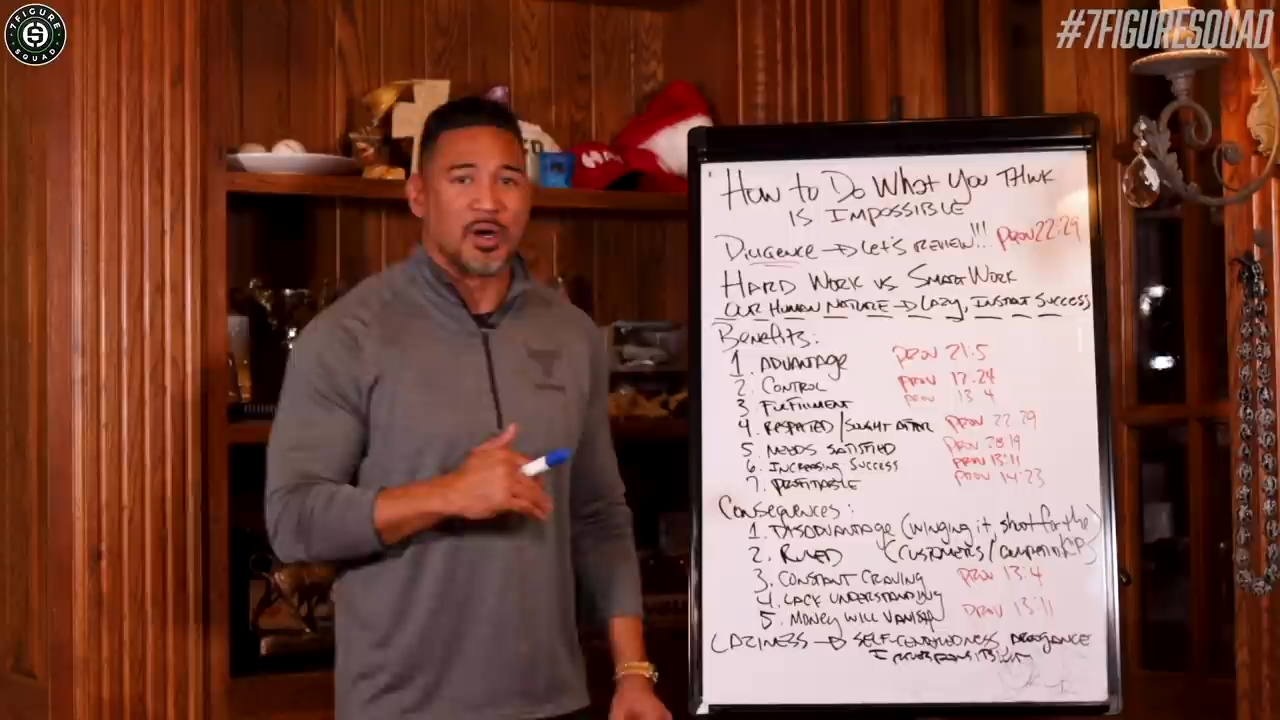 7FIGURE
SQUAD
#7FIGURESQUAD
How to Do What You Think
is Impossible
Diligence → Let's Review!!! Prov 22:29
Hard Work vs Smart Work
Our Human Nature → Lazy, Instant Success
Benefits:
1. Advantage Prov 21:5
2. Control Prov 12:24
3 Fulfillment Prov 13:4
4. Respected/Sought After Prov 22:29
5. Needs Satisfied Prov 28:19
6. Increasing Success Prov 13:11
7. Profitable Prov 14:23
Consequences:
1. Disadvantage (winging it, shoot for the)
2. Ruled (customers/
3. Constant Craving Prov 13:4
4. Lack Understanding
5. Money Will Vanish Prov 13:11
Laziness → Self-centeredness, Arrogance